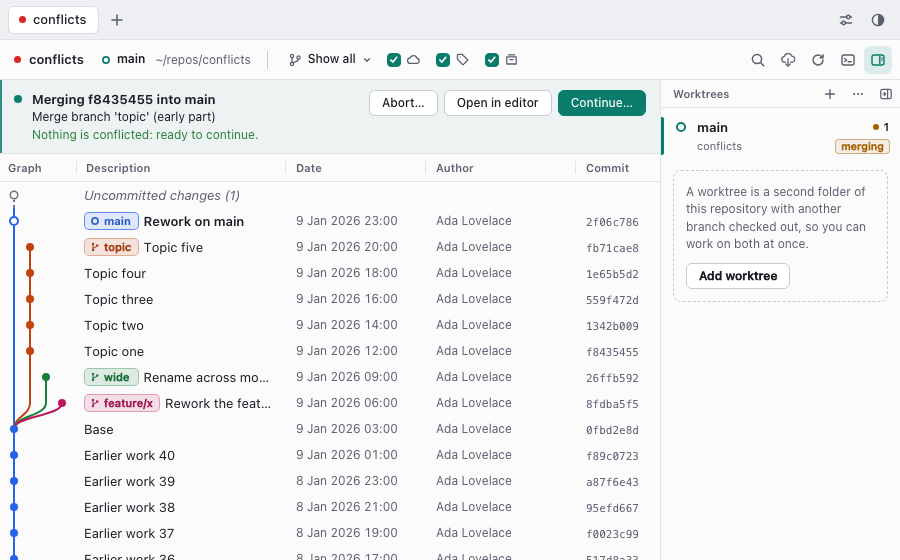 conflicts
conflicts main ~/repos/conflicts Show all
Merging f8435455 into main
Merge branch 'topic' (early part)
Nothing is conflicted: ready to continue.
Abort... Open in editor Continue...
Graph Description Date Author Commit
Uncommitted changes (1)
main Rework on main 9 Jan 2026 23:00 Ada Lovelace 2f06c786
topic Topic five 9 Jan 2026 20:00 Ada Lovelace fb71cae8
Topic four 9 Jan 2026 18:00 Ada Lovelace 1e65b5d2
Topic three 9 Jan 2026 16:00 Ada Lovelace 559f472d
Topic two 9 Jan 2026 14:00 Ada Lovelace 1342b009
Topic one 9 Jan 2026 12:00 Ada Lovelace f8435455
wide Rename across mo... 9 Jan 2026 09:00 Ada Lovelace 26ffb592
feature/x Rework the feat... 9 Jan 2026 06:00 Ada Lovelace 8fdba5f5
Base 9 Jan 2026 03:00 Ada Lovelace 0fbd2e8d
Earlier work 40 9 Jan 2026 01:00 Ada Lovelace f89c0723
Earlier work 39 8 Jan 2026 23:00 Ada Lovelace a87f6e43
Earlier work 38 8 Jan 2026 21:00 Ada Lovelace 95efd667
Earlier work 37 8 Jan 2026 19:00 Ada Lovelace f0023c99
Earlier work 36 8 Jan 2026 17:00 Ada Lovelace
Worktrees
main 1
conflicts merging
A worktree is a second folder of
this repository with another
branch checked out, so you can
work on both at once.
Add worktree